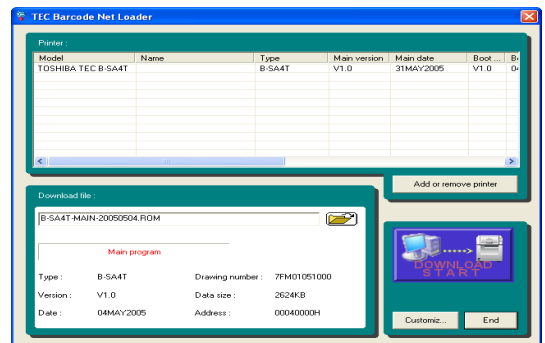 TEC Barcode Net Loader
Printer :
Model Name Type Main version Main date Boot ... B
TOSHIBA TEC B-SA4T B-SA4T V1.0 31MAY2005 V1.0 04
Add or remove printer
Download file :
B-SA4T-MAIN-20050504.ROM
Main program
Type : B-SA4T Drawing number : 7FM01051000
Version : V1.0 Data size : 2624KB
Date : 04MAY2005 Address : 00040000H
DOWNLOAD
START
Customiz... End